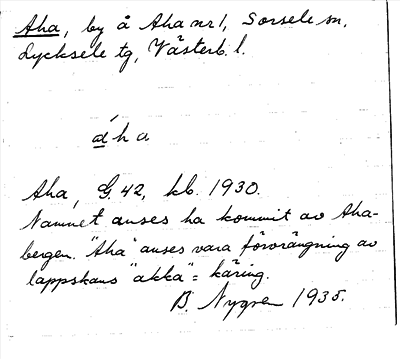 Aha, by å Aha nr 1, Sorsele sn,
Lycksele tg, Västerb. l.
áha
Aha, G. 42, kb. 1930.
Namnet anses ha kommit av Aha-
bergen. "Aha" anses vara förvrängning av
lappskans "akka" = käring.
B. Nygren 1935.